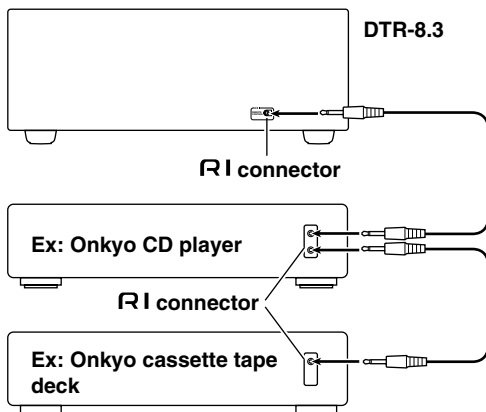 DTR-8.3
RI connector
Ex: Onkyo CD player
RI connector
Ex: Onkyo cassette tape
deck